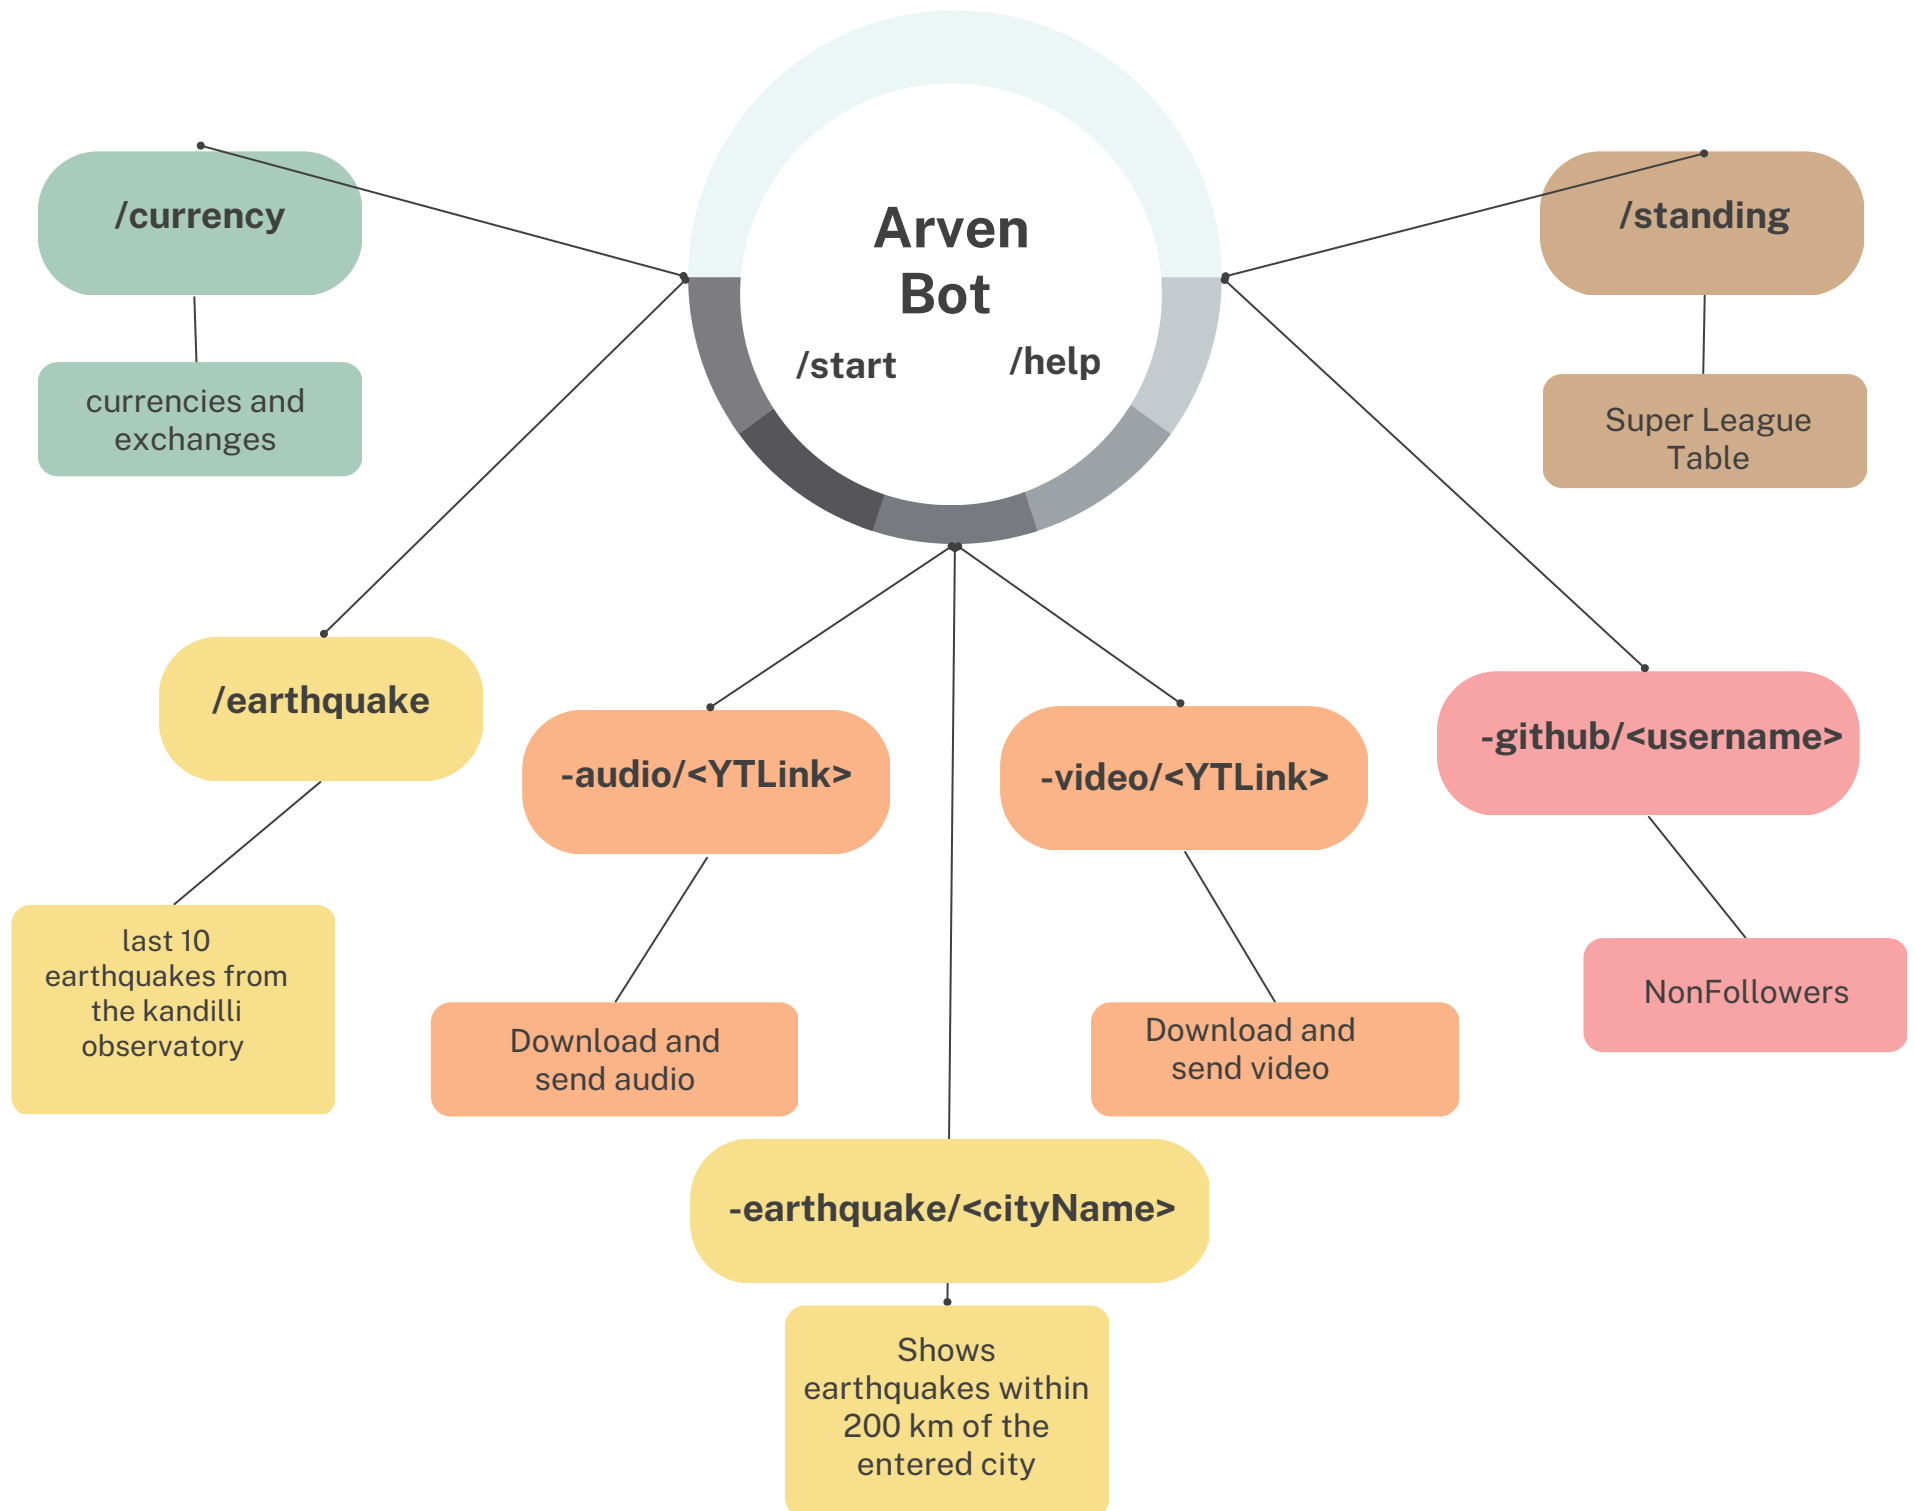 Arven
Bot
/start
/help
/currency
currencies and
exchanges
/standing
Super League
Table
/earthquake
last 10
earthquakes from
the kandilli
observatory
-audio/<YTLink>
Download and
send audio
-video/<YTLink>
Download and
send video
-github/<username>
NonFollowers
-earthquake/<cityName>
Shows
earthquakes within
200 km of the
entered city